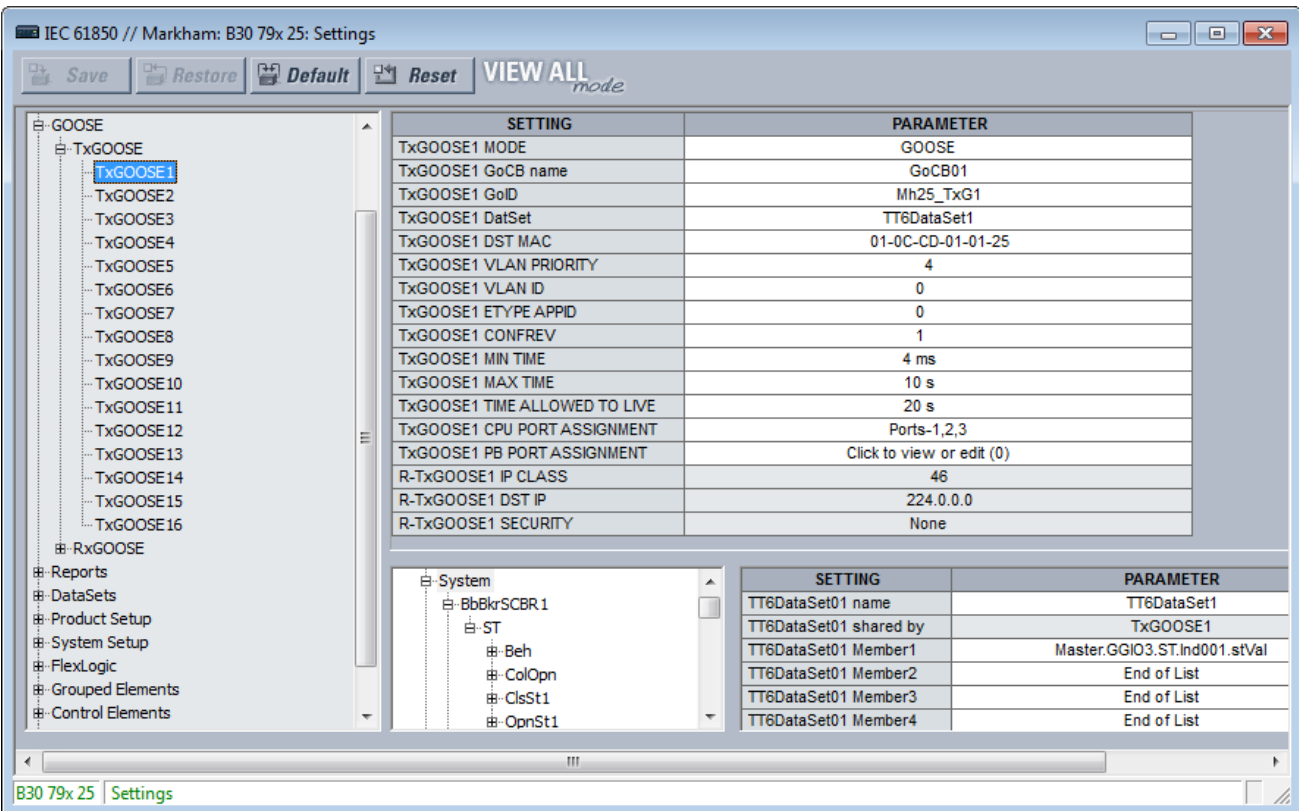 IEC 61850 // Markham: B30 79x 25: Settings
Save Restore Default Reset VIEW ALL mode
GOOSE
TxGOOSE
TxGOOSE1
TxGOOSE2
TxGOOSE3
TxGOOSE4
TxGOOSE5
TxGOOSE6
TxGOOSE7
TxGOOSE8
TxGOOSE9
TxGOOSE10
TxGOOSE11
TxGOOSE12
TxGOOSE13
TxGOOSE14
TxGOOSE15
TxGOOSE16
RxGOOSE
Reports
DataSets
Product Setup
System Setup
FlexLogic
Grouped Elements
Control Elements
SETTING PARAMETER
TxGOOSE1 MODE GOOSE
TxGOOSE1 GoCB name GoCB01
TxGOOSE1 GoID Mh25_TxG1
TxGOOSE1 DatSet TT6DataSet1
TxGOOSE1 DST MAC 01-0C-CD-01-01-25
TxGOOSE1 VLAN PRIORITY 4
TxGOOSE1 VLAN ID 0
TxGOOSE1 ETYPE APPID 0
TxGOOSE1 CONFREV 1
TxGOOSE1 MIN TIME 4 ms
TxGOOSE1 MAX TIME 10 s
TxGOOSE1 TIME ALLOWED TO LIVE 20 s
TxGOOSE1 CPU PORT ASSIGNMENT Ports-1,2,3
TxGOOSE1 PB PORT ASSIGNMENT Click to view or edit (0)
R-TxGOOSE1 IP CLASS 46
R-TxGOOSE1 DST IP 224.0.0.0
R-TxGOOSE1 SECURITY None
System
BbBkrSCBR1
ST
Beh
ColOpn
ClsSt1
OpnSt1
SETTING PARAMETER
TT6DataSet01 name TT6DataSet1
TT6DataSet01 shared by TxGOOSE1
TT6DataSet01 Member1 Master.GGIO3.ST.Ind001.stVal
TT6DataSet01 Member2 End of List
TT6DataSet01 Member3 End of List
TT6DataSet01 Member4 End of List
B30 79x 25 Settings